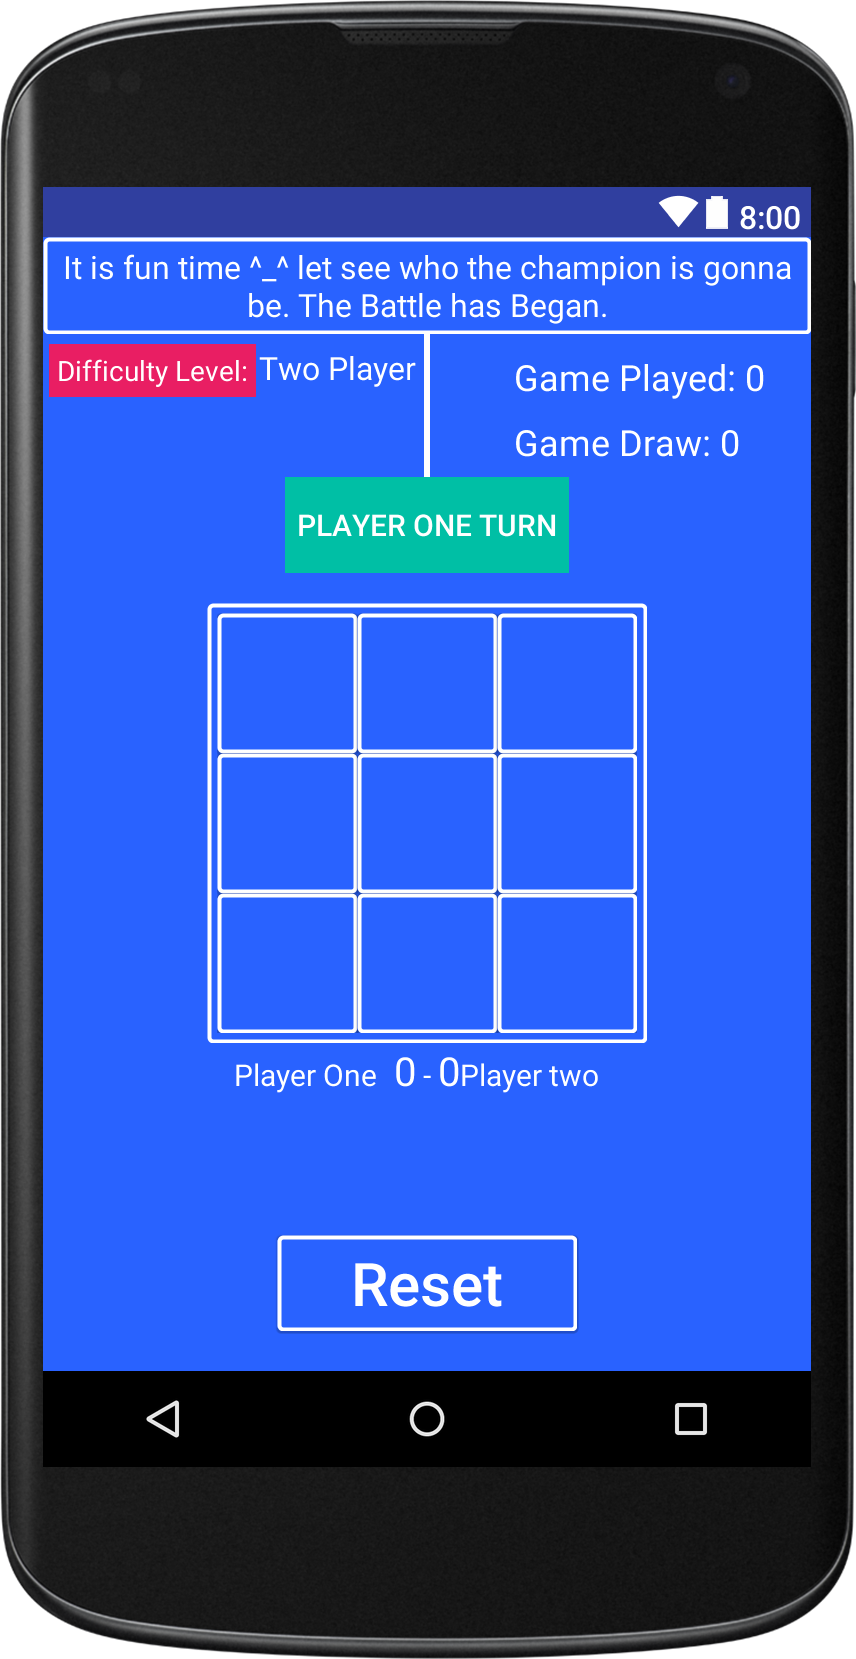 8:00
It is fun time ^_^ let see who the champion is gonna
be. The Battle has Began.
Difficulty Level: Two Player
Game Played: 0
Game Draw: 0
PLAYER ONE TURN
Player One 0 - 0Player two
Reset